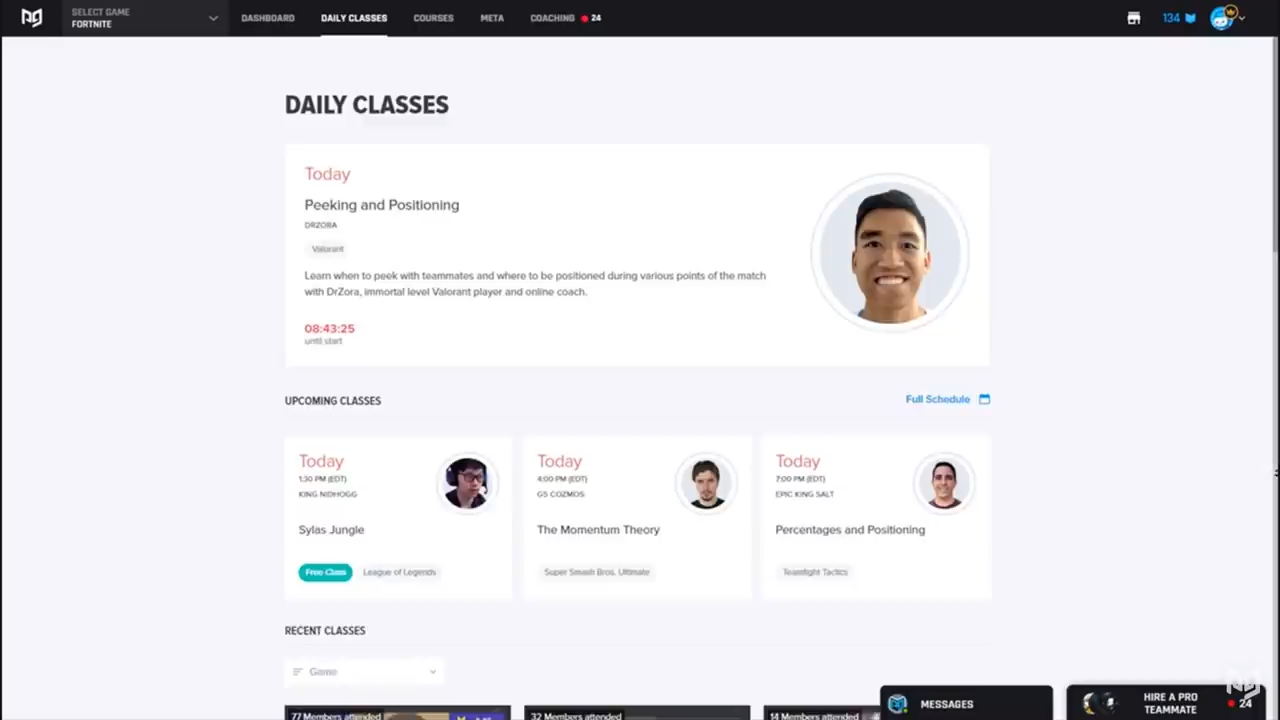 SELECT GAME
FORTNITE
DASHBOARD
DAILY CLASSES
COURSES
META
COACHING
24
134
DAILY CLASSES
Today
Peeking and Positioning
DRZORA
Valorant
Learn when to peek with teammates and where to be positioned during various points of the match
with DrZora, immortal level Valorant player and online coach.
08:43:25
until start
UPCOMING CLASSES
Full Schedule
Today
1:30 PM (EDT)
KING NIDHOGG
Sylas Jungle
Free Class
League of Legends
Today
4:00 PM (EDT)
G5 COZMOS
The Momentum Theory
Super Smash Bros. Ultimate
Today
7:00 PM (EDT)
EPIC KING SALT
Percentages and Positioning
Teamfight Tactics
RECENT CLASSES
Game
77 Members attended
32 Members attended
14 Members attended
MESSAGES
HIRE A PRO
TEAMMATE
24